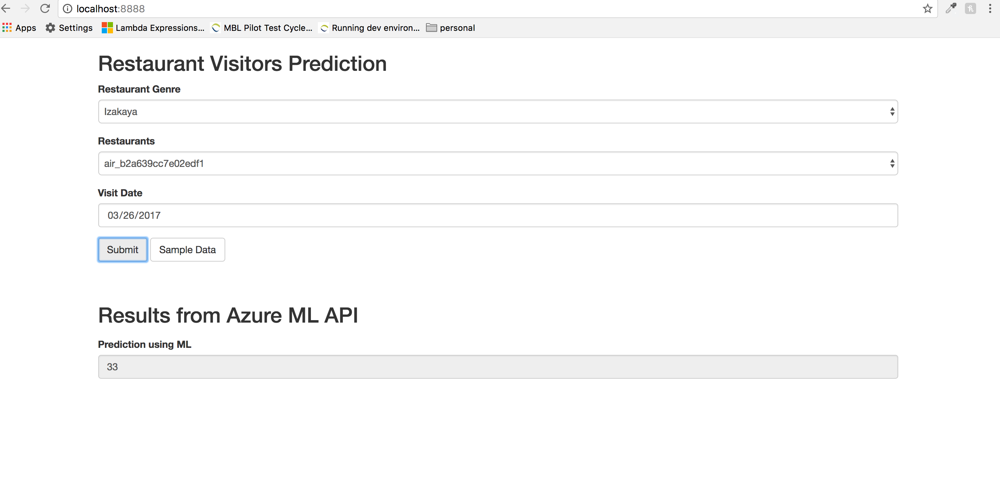 localhost:8888
Apps Settings Lambda Expressions... MBL Pilot Test Cycle... Running dev environ... personal
Restaurant Visitors Prediction
Restaurant Genre
Izakaya
Restaurants
air_b2a639cc7e02edf1
Visit Date
03/26/2017
Submit Sample Data
Results from Azure ML API
Prediction using ML
33